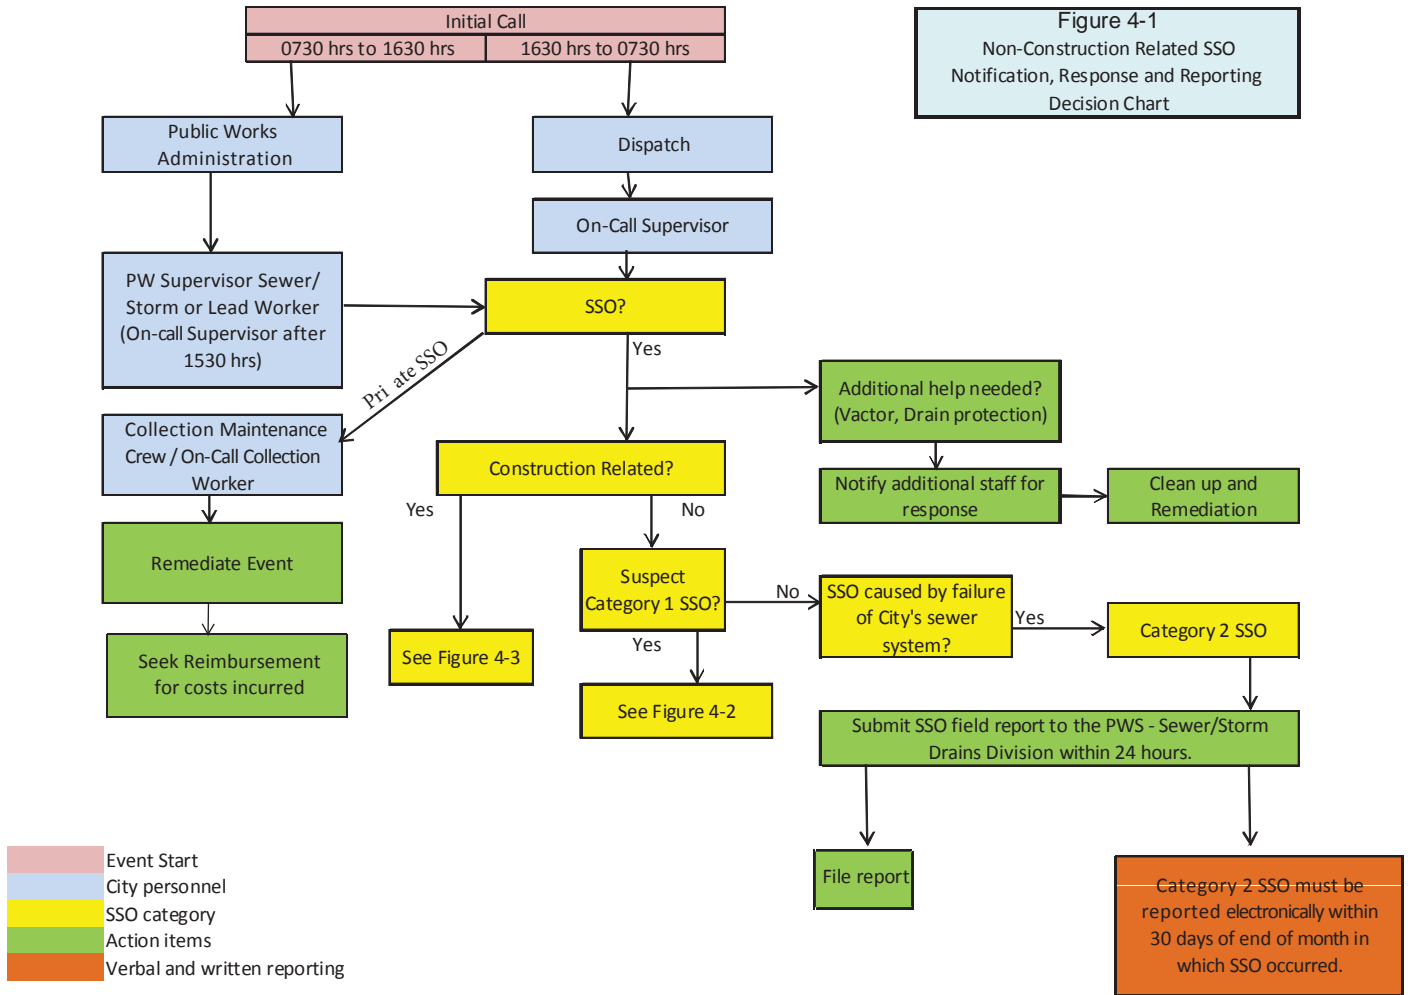 Initial Call
0730 hrs to 1630 hrs
1630 hrs to 0730 hrs
Figure 4-1
Non-Construction Related SSO
Notification, Response and Reporting
Decision Chart
Public Works
Administration
Dispatch
On-Call Supervisor
PW Supervisor Sewer/
Storm or Lead Worker
(On-call Supervisor after
1530 hrs)
SSO?
Yes
Pri ate SSO
Additional help needed?
(Vactor, Drain protection)
Collection Maintenance
Crew / On-Call Collection
Worker
Construction Related?
Notify additional staff for
response
Clean up and
Remediation
Yes
No
Remediate Event
Suspect
Category 1 SSO?
No
SSO caused by failure
of City's sewer
system?
Yes
Category 2 SSO
Yes
See Figure 4-3
Seek Reimbursement
for costs incurred
See Figure 4-2
Submit SSO field report to the PWS - Sewer/Storm
Drains Division within 24 hours.
File report
Category 2 SSO must be
reported electronically within
30 days of end of month in
which SSO occurred.
Event Start
City personnel
SSO category
Action items
Verbal and written reporting